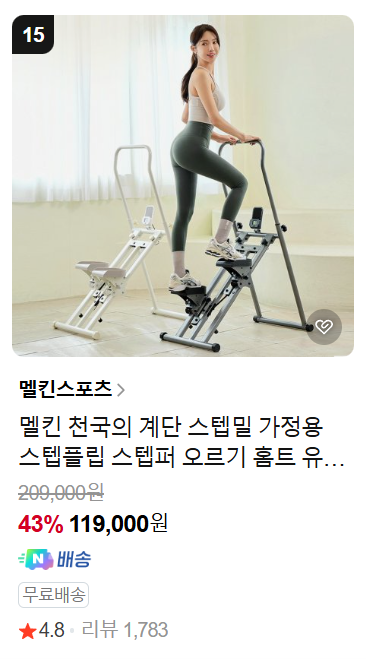 15
멜킨스포츠
멜킨 천국의 계단 스텝밀 가정용
스텝플립 스텝퍼 오르기 홈트 유...
209,000원
43% 119,000원
N 배송
무료배송
4.8 리뷰 1,783